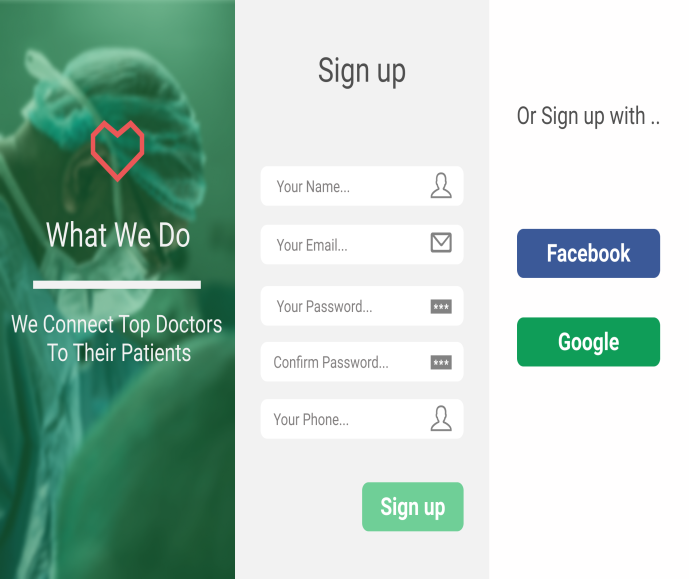 What We Do
We Connect Top Doctors
To Their Patients
Sign up
Your Name...
Your Email...
Your Password...
***
Confirm Password...
***
Your Phone...
Sign up
Or Sign up with ..
Facebook
Google